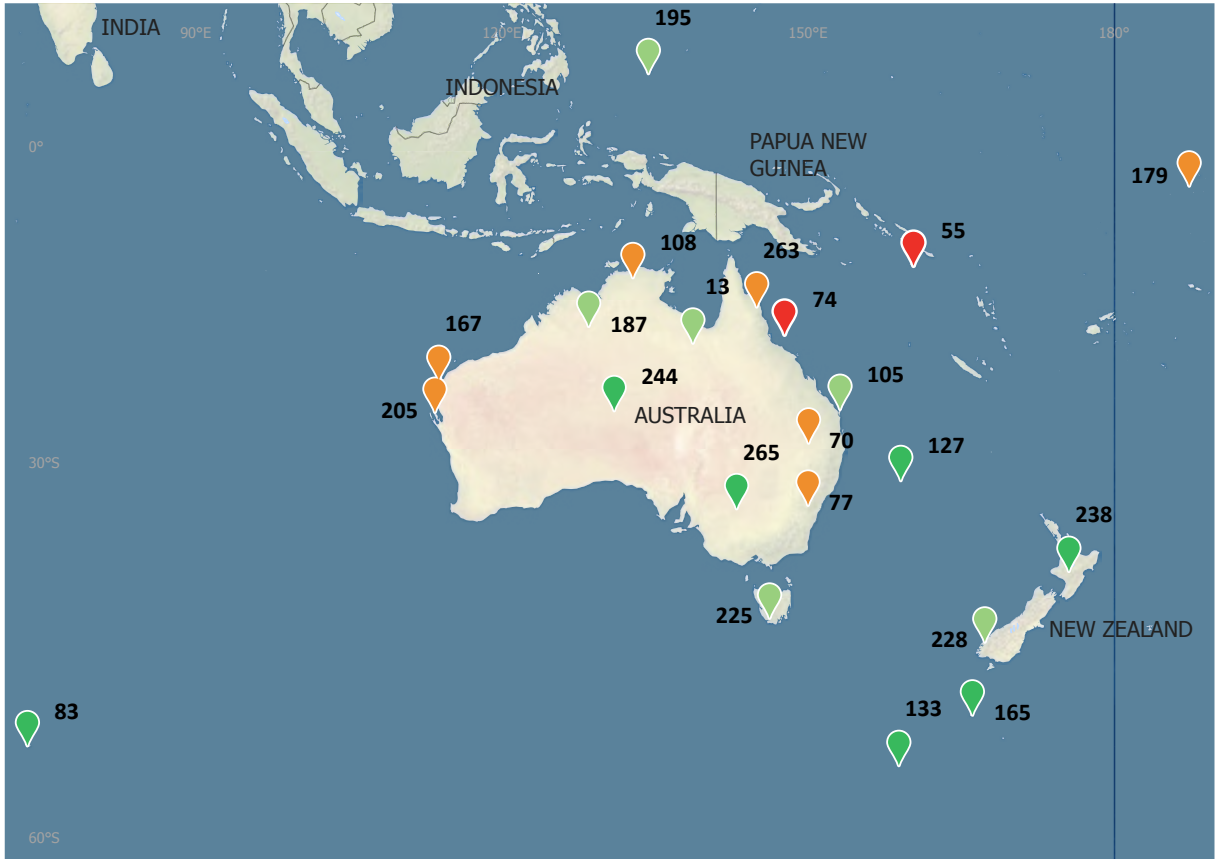 195
INDIA
90°E
120°E
150°E
180°
INDONESIA
0°
PAPUA NEW
GUINEA
179
55
108
263
13
74
167
187
244
105
205
AUSTRALIA
70
127
265
30°S
77
238
225
228
NEW ZEALAND
83
133
165
60°S